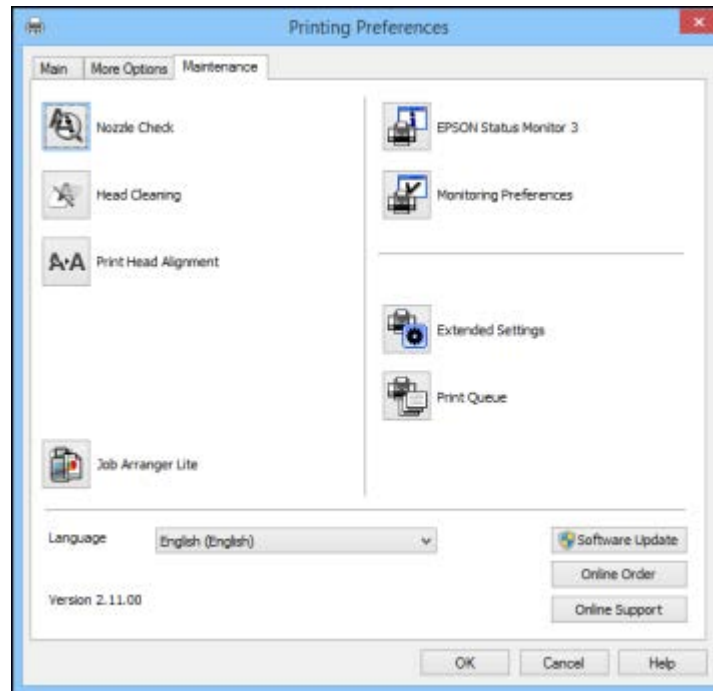 Printing Preferences
Main More Options Maintenance
Nozzle Check
EPSON Status Monitor 3
Head Cleaning
Monitoring Preferences
A•A Print Head Alignment
Extended Settings
Print Queue
Job Arranger Lite
Language English (English) Software Update
Online Order
Version 2.11.00
Online Support
OK Cancel Help